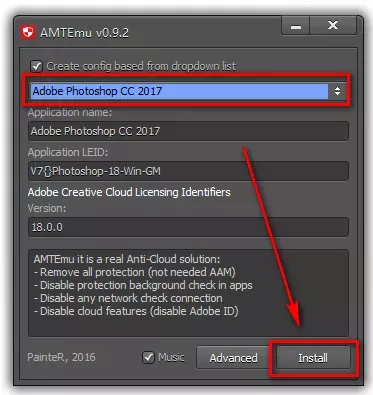 AMTEmu v0.9.2
Create config based from dropdown list
Adobe Photoshop CC 2017
Application name:
Adobe Photoshop CC 2017
Application LEID:
V7{}Photoshop-18-Win-GM
Adobe Creative Cloud Licensing Identifiers
Version:
18.0.0
AMTEmu it is a real Anti-Cloud solution:
- Remove all protection (not needed AAM)
- Disable protection background check in apps
- Disable any network check connection
- Disable cloud features (disable Adobe ID)
PainteR, 2016 Music Advanced Install